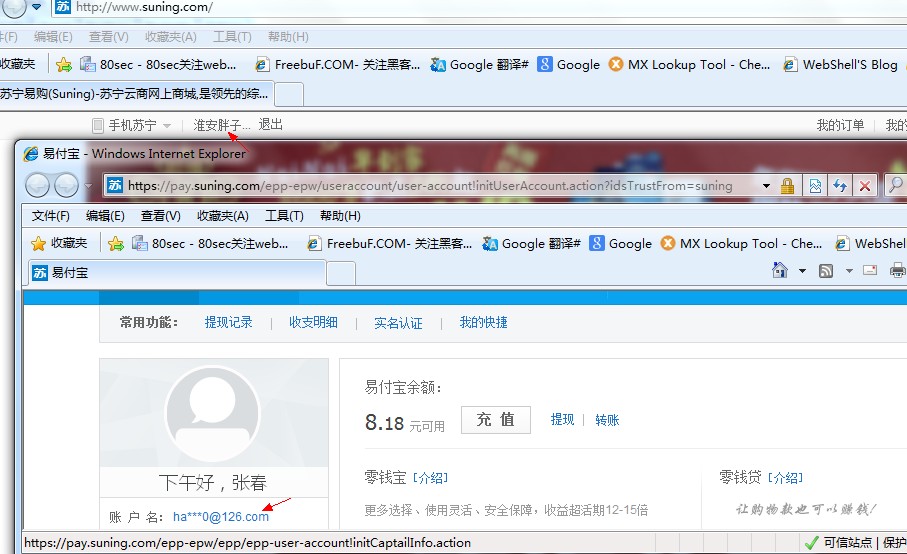 http://www.suning.com/
件(F) 编辑(E) 查看(V) 收藏夹(A) 工具(T) 帮助(H)
收藏夹 80sec - 80sec关注web... FreebuF.COM- 关注黑客... Google 翻译# Google MX Lookup Tool - Che... WebShell'S Blog
苏宁易购(Suning)-苏宁云商网上商城,是领先的综...
手机苏宁 淮安胖子... 退出 我的订单 我的
易付宝 - Windows Internet Explorer
https://pay.suning.com/epp-epw/useraccount/user-account!initUserAccount.action?idsTrustFrom=suning
文件(F) 编辑(E) 查看(V) 收藏夹(A) 工具(T) 帮助(H)
收藏夹 80sec - 80sec关注web... FreebuF.COM- 关注黑客... Google 翻译# Google MX Lookup Tool - Che... WebShell
苏 易付宝
常用功能： 提现记录 | 收支明细 | 实名认证 | 我的快捷
易付宝余额：
8.18 元可用 充 值 提现 | 转账
下午好，张春
零钱宝 [介绍] 零钱贷 [介绍]
账 户 名： ha***0@126.com
更多选择、使用灵活、安全保障，收益超活期12-15倍 让购物款也可以赚钱！
https://pay.suning.com/epp-epw/epp/epp-user-account!initCaptailInfo.action 可信站点 | 保护